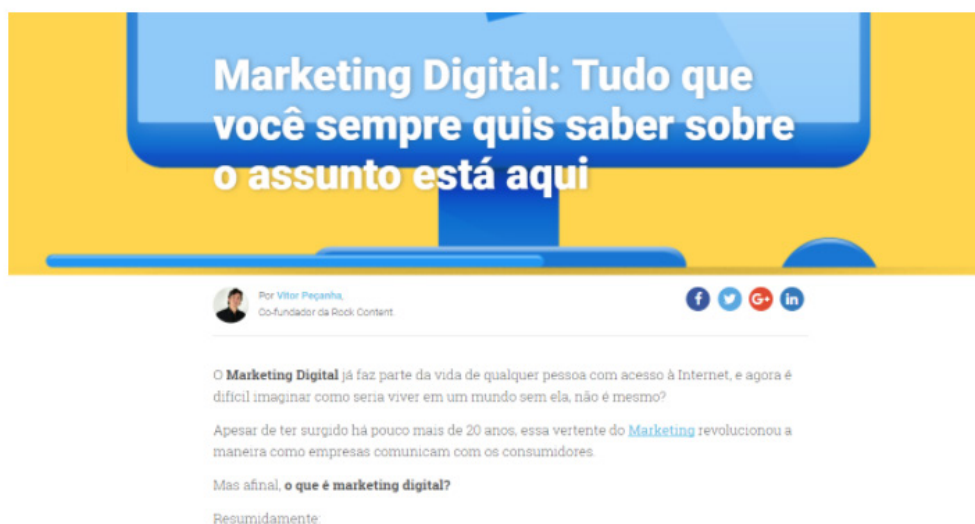 Marketing Digital: Tudo que
você sempre quis saber sobre
o assunto está aqui
Por Vitor Peçanha,
Co-fundador da Rock Content.
f G+ in
O Marketing Digital já faz parte da vida de qualquer pessoa com acesso à Internet, e agora é
difícil imaginar como seria viver em um mundo sem ela, não é mesmo?
Apesar de ter surgido há pouco mais de 20 anos, essa vertente do Marketing revolucionou a
maneira como empresas comunicam com os consumidores.
Mas afinal, o que é marketing digital?
Resumidamente: